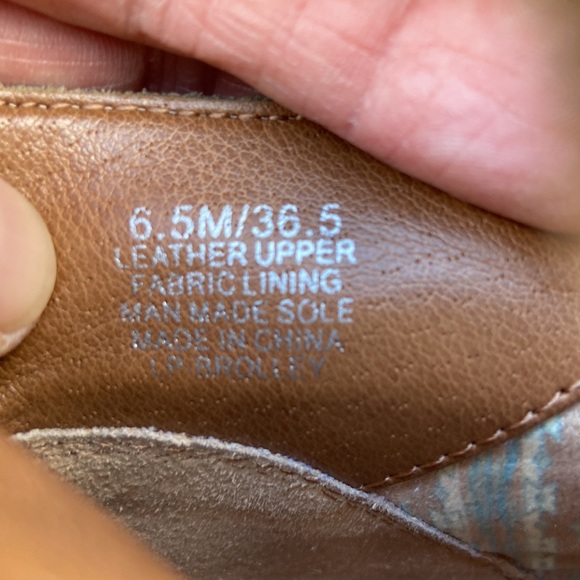 6.5M/36.5
LEATHER UPPER
FABRIC LINING
MAN MADE SOLE
MADE IN CHINA
LP-BROLLEY